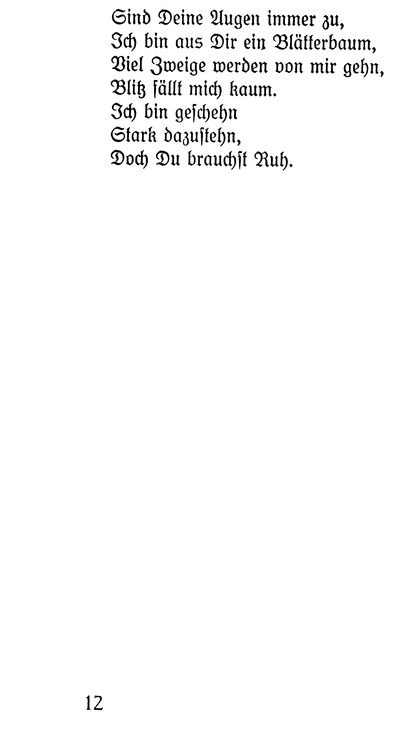 Sind Deine Augen immer zu,
Ich bin aus Dir ein Blätterbaum,
Viel Zweige werden von mir gehn,
Blitz fällt mich kaum.
Ich bin geschehn
Stark dazustehn,
Doch Du brauchst Ruh.
12